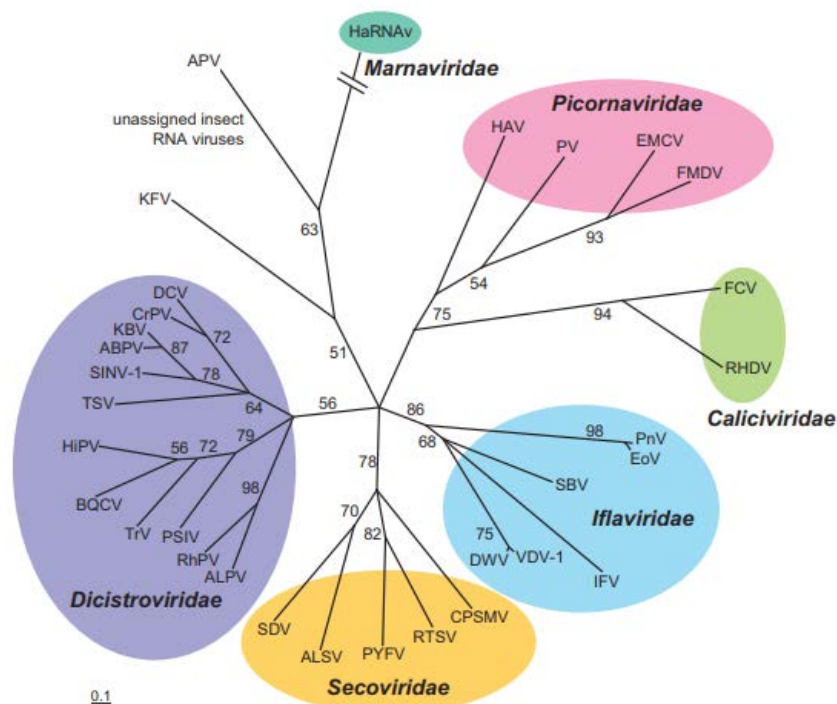 HaRNAv
Marnaviridae
APV
unassigned insect
RNA viruses
KFV
63
51
Picornaviridae
HAV
PV
EMCV
FMDV
93
54
75
94
FCV
RHDV
Caliciviridae
DCV
CrPV
KBV
ABPV
87
72
SINV-1
78
TSV
64
56
HiPV
56
72
79
BQCV
TrV
PSIV
98
RhPV
ALPV
Dicistroviridae
86
68
98
PnV
EoV
SBV
Iflaviridae
75
DWV
VDV-1
IFV
78
70
82
SDV
ALSV
PYFV
RTSV
CPSMV
Secoviridae
0.1